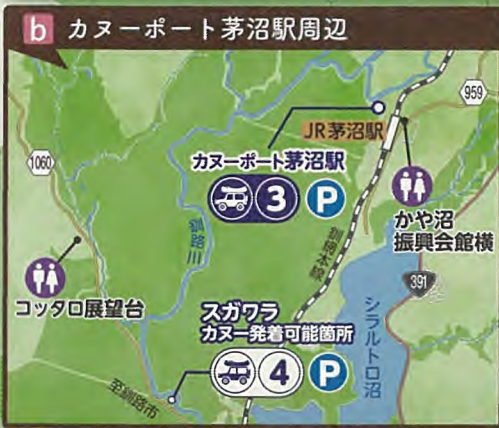 b カヌーポート茅沼駅周辺
959
JR茅沼駅
1060
カヌーポート茅沼駅
3 P
かや沼
振興会館横
釧路川
釧網本線
391
コッタロ展望台
スガワラ
カヌー発着可能箇所
4 P
シラルトロ沼
至釧路市